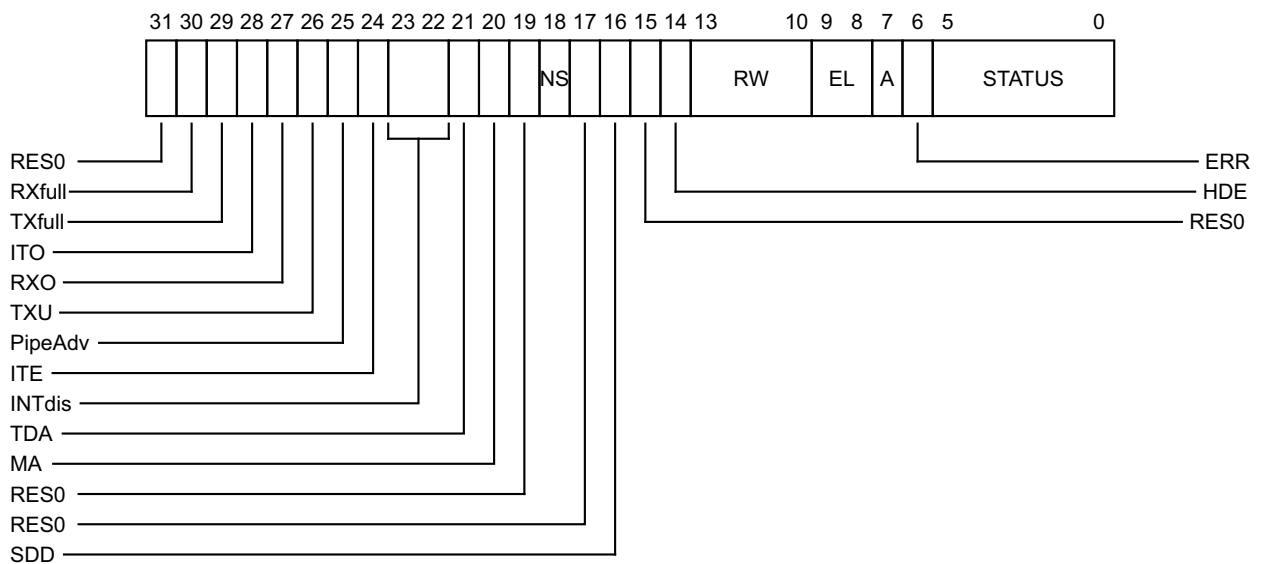 31 30 29 28 27 26 25 24 23 22 21 20 19 18 17 16 15 14 13 10 9 8 7 6 5 0
NS RW EL A STATUS
RES0 ERR
RXfull HDE
TXfull RES0
ITO
RXO
TXU
PipeAdv
ITE
INTdis
TDA
MA
RES0
RES0
SDD